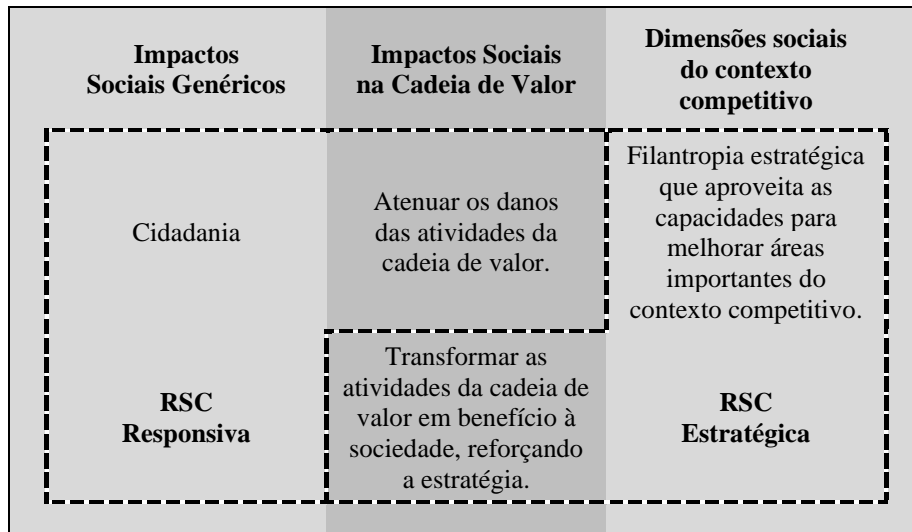 Impactos
Sociais Genéricos
Impactos Sociais
na Cadeia de Valor
Dimensões sociais
do contexto
competitivo
Cidadania
Atenuar os danos
das atividades da
cadeia de valor.
Filantropia estratégica
que aproveita as
capacidades para
melhorar áreas
importantes do
contexto competitivo.
RSC
Responsiva
Transformar as
atividades da cadeia de
valor em benefício à
sociedade, reforçando
a estratégia.
RSC
Estratégica